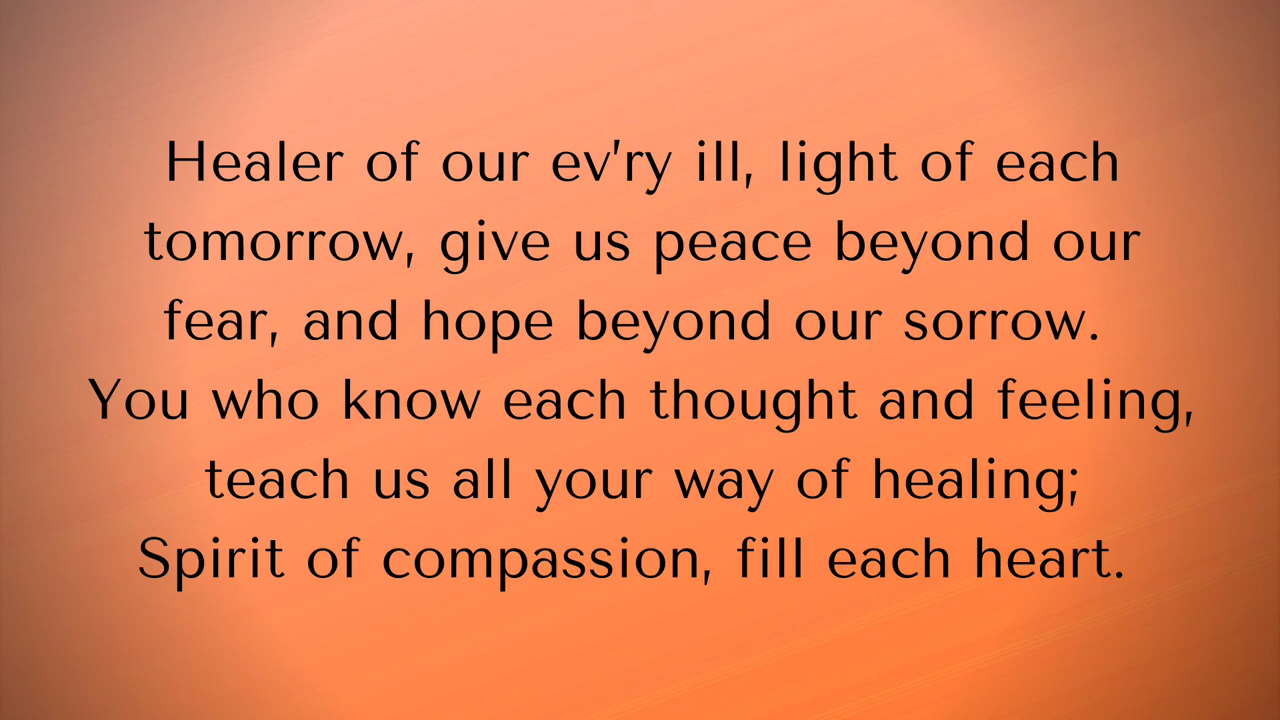 Healer of our ev'ry ill, light of each
tomorrow, give us peace beyond our
fear, and hope beyond our sorrow.
You who know each thought and feeling,
teach us all your way of healing;
Spirit of compassion, fill each heart.